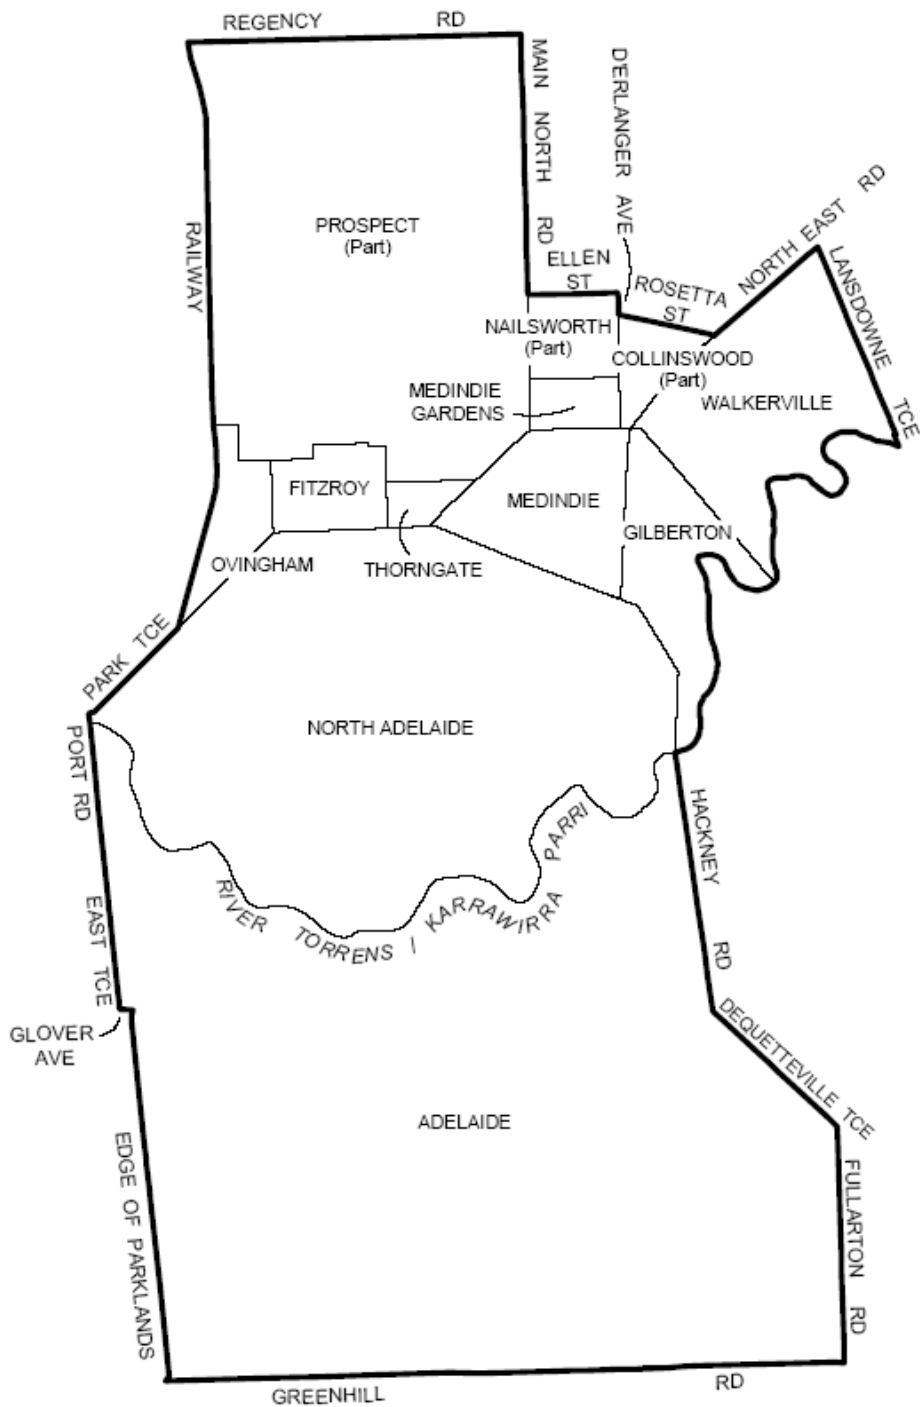 REGENCY RD
MAIN NORTH RD
D'ERLANGER AVE
RAILWAY
PROSPECT
(Part)
ELLEN
ST
ROSETTA
ST
NORTH EAST RD
LANSDOWNE TCE
NAILSWORTH
(Part)
COLLINSWOOD
(Part)
WALKERVILLE
MEDINDIE
GARDENS
FITZROY
MEDINDIE
GILBERTON
OVINGHAM
THORNGATE
PARK TCE
NORTH ADELAIDE
PORT RD
HACKNEY RD
RIVER TORRENS / KARRAWIRRA PARRI
EAST TCE
GLOVER
AVE
DEQUETTEVILLE TCE
ADELAIDE
EDGE OF PARKLANDS
FULLARTON RD
GREENHILL RD